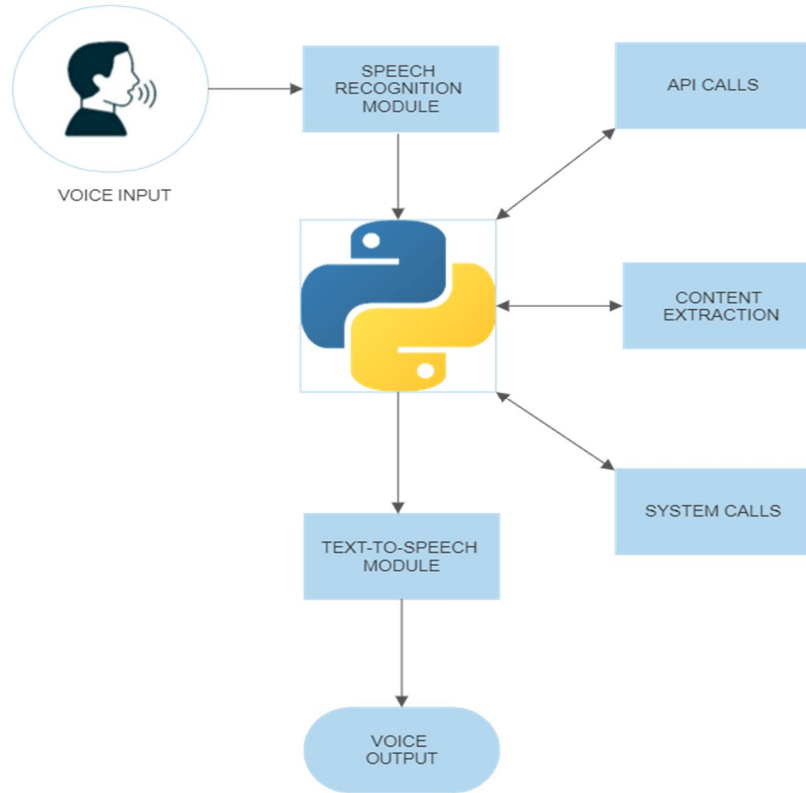 SPEECH
RECOGNITION
MODULE
API CALLS
VOICE INPUT
CONTENT
EXTRACTION
SYSTEM CALLS
TEXT-TO-SPEECH
MODULE
VOICE
OUTPUT